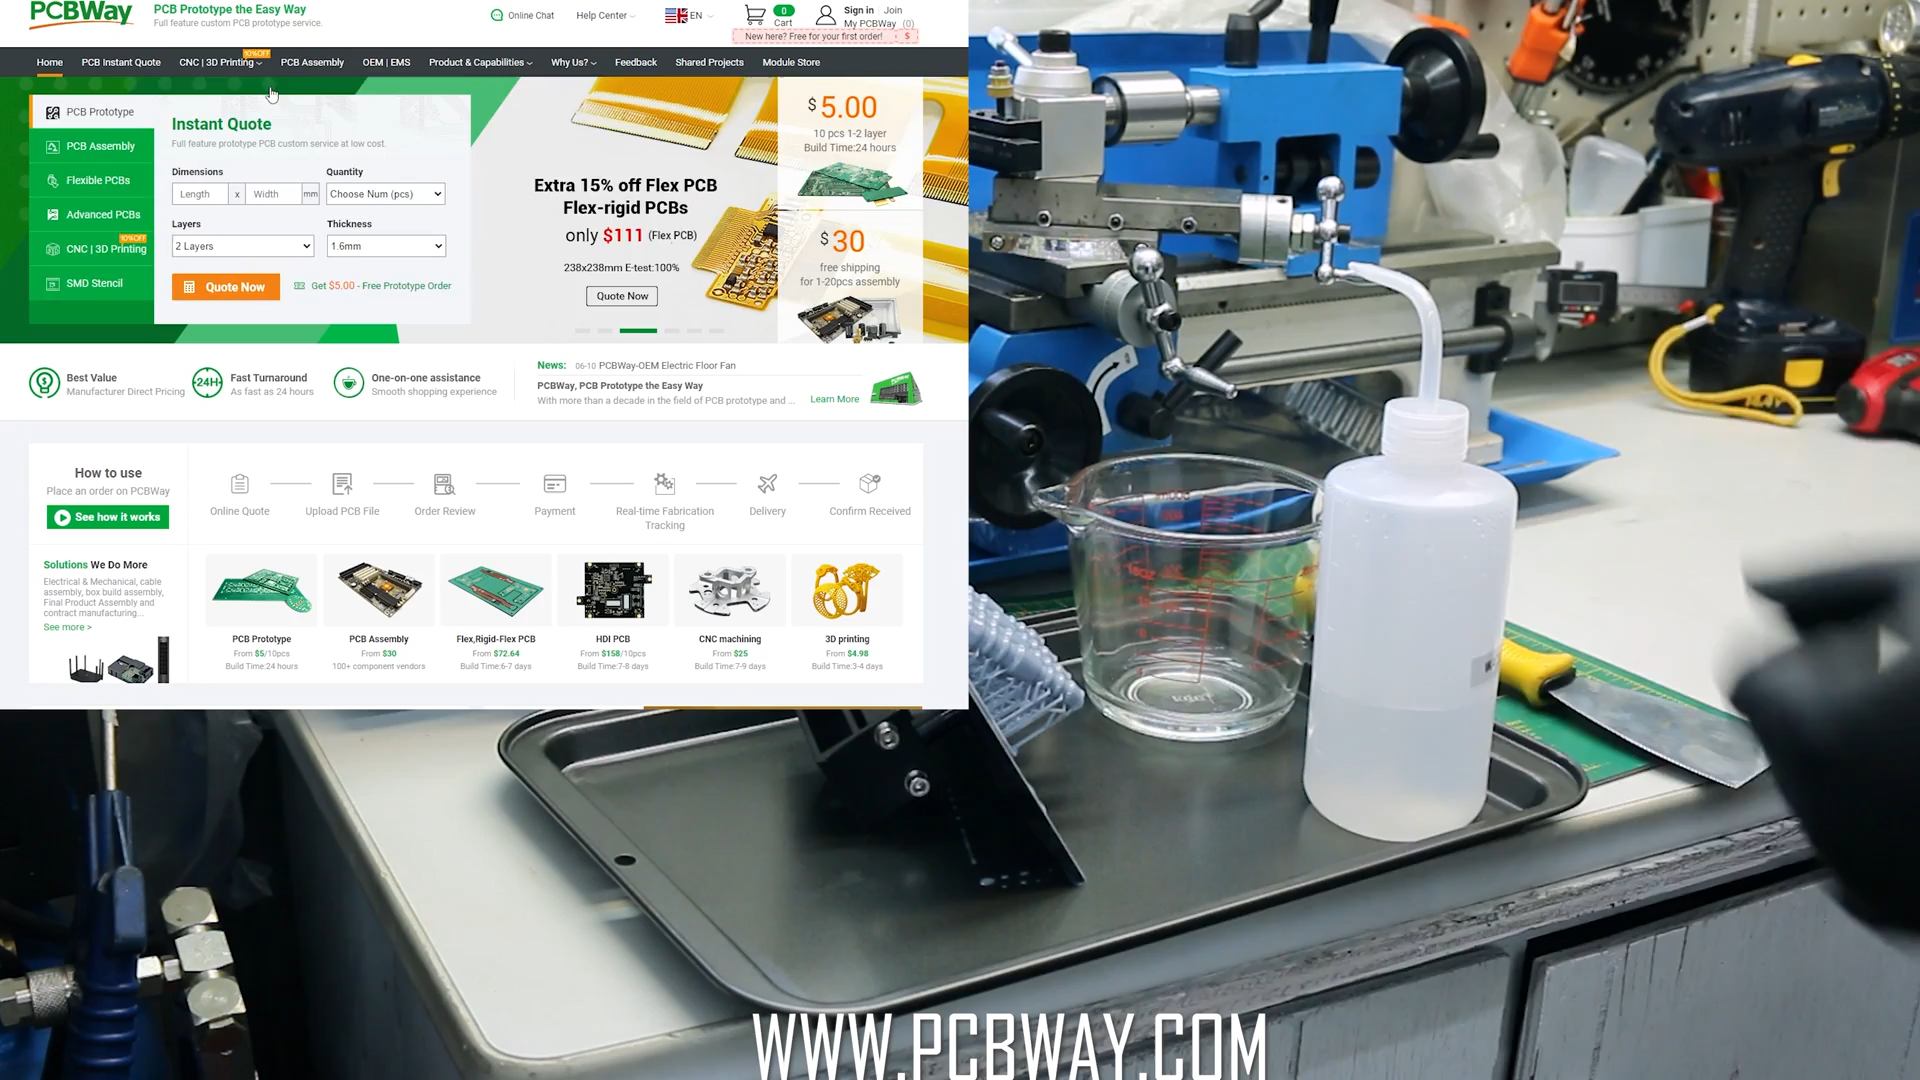 PCBWay
PCB Prototype the Easy Way
Full feature custom PCB prototype service.
Online Chat
Help Center
EN
0
Cart
Sign in Join
My PCBWay (0)
New here? Free for your first order! $
10%OFF
Home
PCB Instant Quote
CNC | 3D Printing
PCB Assembly
OEM | EMS
Product & Capabilities
Why Us?
Feedback
Shared Projects
Module Store
PCB Prototype
PCB Assembly
Flexible PCBs
Advanced PCBs
10%OFF
CNC | 3D Printing
SMD Stencil
Instant Quote
Full feature prototype PCB custom service at low cost.
Dimensions
Quantity
Length x Width mm
Choose Num (pcs)
Layers
Thickness
2 Layers
1.6mm
Quote Now
Get $5.00 - Free Prototype Order
Extra 15% off Flex PCB
Flex-rigid PCBs
only $111 (Flex PCB)
238x238mm E-test:100%
Quote Now
$5.00
10 pcs 1-2 layer
Build Time:24 hours
$30
free shipping
for 1-20pcs assembly
Best Value
Manufacturer Direct Pricing
24H
Fast Turnaround
As fast as 24 hours
One-on-one assistance
Smooth shopping experience
News: 06-10 PCBWay-OEM Electric Floor Fan
PCBWay, PCB Prototype the Easy Way
With more than a decade in the field of PCB prototype and ...
Learn More
How to use
Place an order on PCBWay
See how it works
Online Quote
Upload PCB File
Order Review
Payment
Real-time Fabrication
Tracking
Delivery
Confirm Received
Solutions We Do More
Electrical & Mechanical, cable
assembly, box build assembly,
Final Product Assembly and
contract manufacturing...
See more >
PCB Prototype
From $5/10pcs
Build Time:24 hours
PCB Assembly
From $30
100+ component vendors
Flex,Rigid-Flex PCB
From $72.64
Build Time:6-7 days
HDI PCB
From $158/10pcs
Build Time:7-8 days
CNC machining
From $25
Build Time:7-9 days
3D printing
From $4.98
Build Time:3-4 days
WWW.PCBWAY.COM